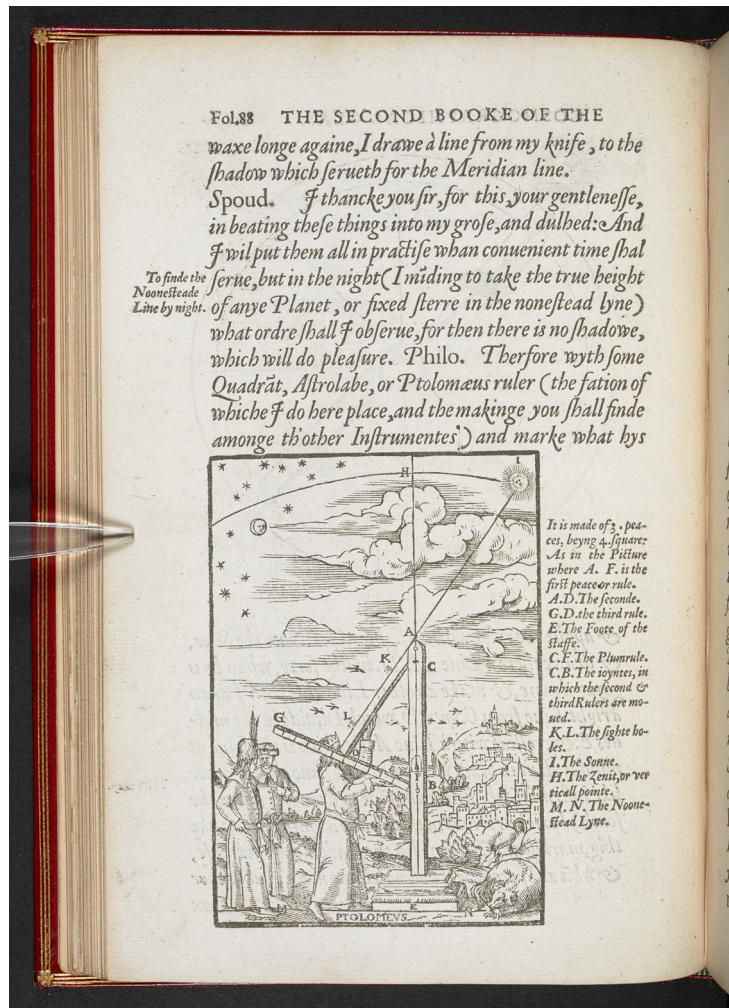 Fol.88 THE SECOND BOOKE OF THE
waxe longe againe, I drawe à line from my knife, to the
ſhadow which ſerueth for the Meridian line.
Spoud. I thancke you ſir, for this, your gentleneſſe,
in beating theſe things into my groſe, and dulhed: And
I wil put them all in practiſe whan conuenient time ſhal
To finde the
Nooneſteade
Line by night.
ſerue, but in the night (I mīding to take the true height
of anye Planet, or fixed ſterre in the noneſtead lyne)
what ordre ſhall I obſerue, for then there is no ſhadowe,
which will do pleaſure. Philo. Therfore wyth ſome
Quadrāt, Aſtrolabe, or Ptolomæus ruler (the faſion of
whiche I do here place, and the makinge you ſhall finde
amonge th'other Inſtrumentes) and marke what hys
H
I
A
K
C
L
G
D
F
B
M
E
N
PTOLOMEVS
It is made of 3. pea-
ces, beyng 4. ſquare:
As in the Picture
where A. F. is the
firſt peace or rule.
A.D. The ſeconde.
G.D. the third rule.
E. The Foote of the
ſtaffe.
C.F. The Plumrule.
C.B. The ioyntes, in
which the ſecond &
third Rulers are mo-
ued.
K.L. The ſighte ho-
les.
I. The Sonne.
H. The Zenit, or ver
ticall pointe.
M. N. The Noone-
ſtead Lyne.